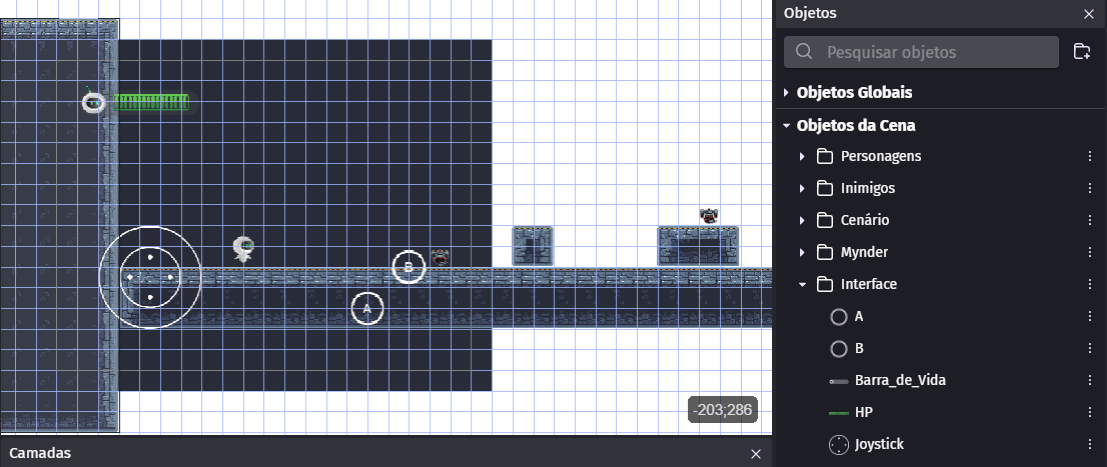 Objetos
Pesquisar objetos
Objetos Globais
Objetos da Cena
Personagens
Inimigos
Cenário
Mynder
Interface
A
B
Barra_de_Vida
HP
Joystick
B
A
-203;286
Camadas